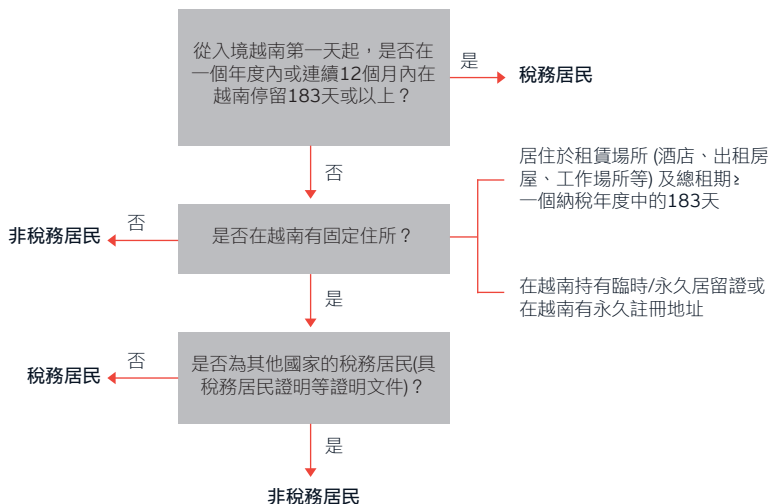 從入境越南第一天起，是否在
一個年度內或連續12個月內在
越南停留183天或以上？
是
稅務居民
否
居住於租賃場所 (酒店、出租房
屋、工作場所等) 及總租期≥
一個納稅年度中的183天
非稅務居民
否
是否在越南有固定住所？
在越南持有臨時/永久居留證或
在越南有永久註冊地址
是
稅務居民
否
是否為其他國家的稅務居民(具
稅務居民證明等證明文件)？
是
非稅務居民